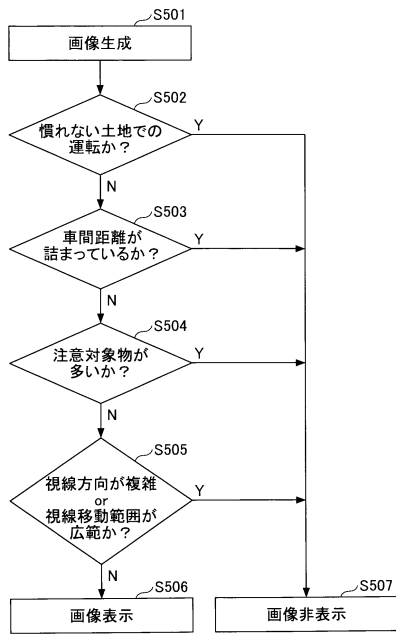 S501
画像生成
S502
慣れない土地での
運転か?
Y
N
S503
車間距離が
詰まっているか?
Y
N
S504
注意対象物が
多いか?
Y
N
S505
視線方向が複雑
or
視線移動範囲が
広範か?
Y
N
S506
画像表示
S507
画像非表示